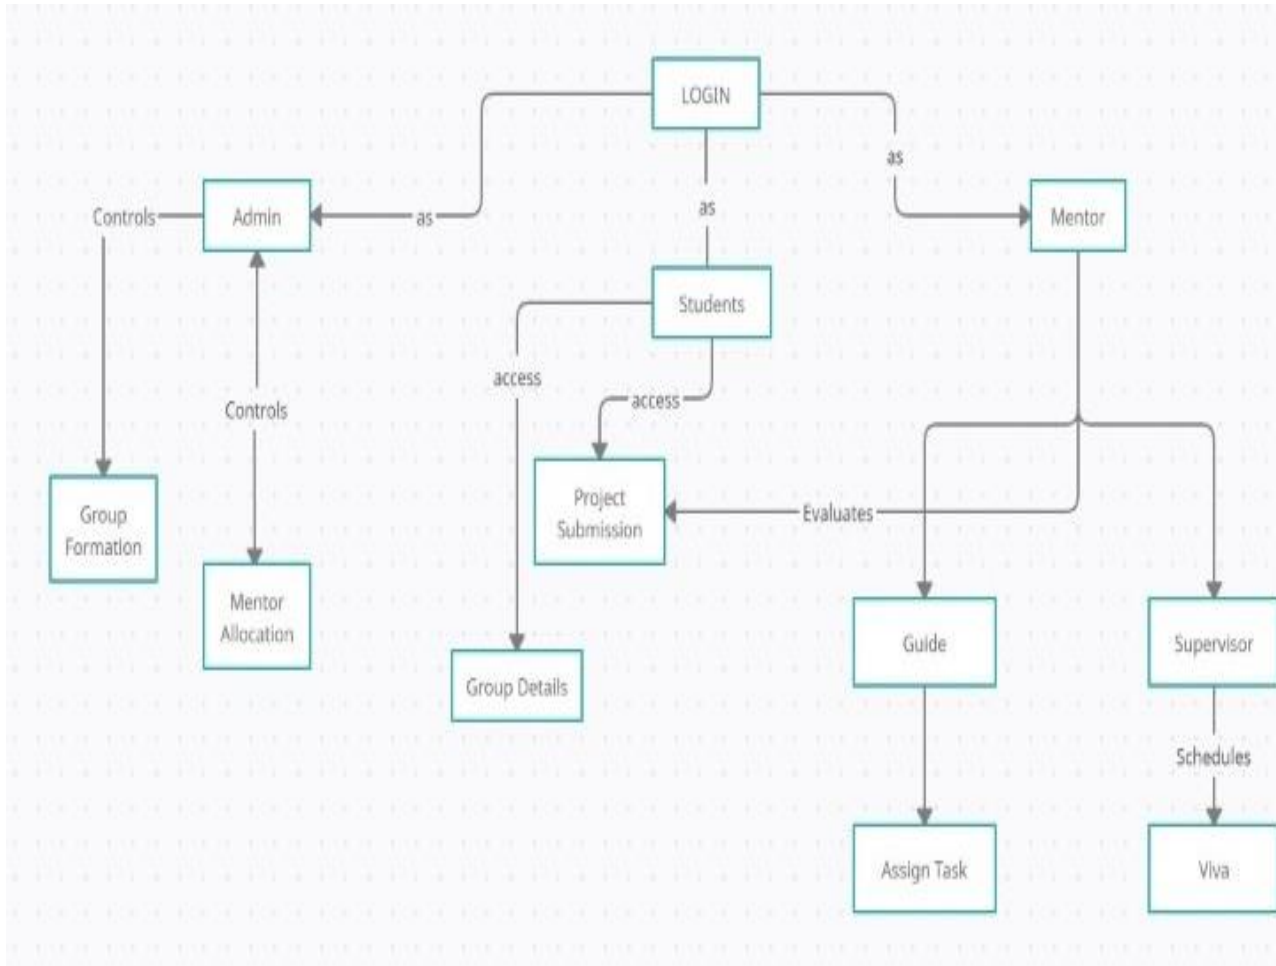 LOGIN
as
Controls
Admin
as
Mentor
as
Students
access
access
Controls
Project
Submission
Evaluates
Group
Formation
Mentor
Allocation
Guide
Supervisor
Group Details
Schedules
Assign Task
Viva